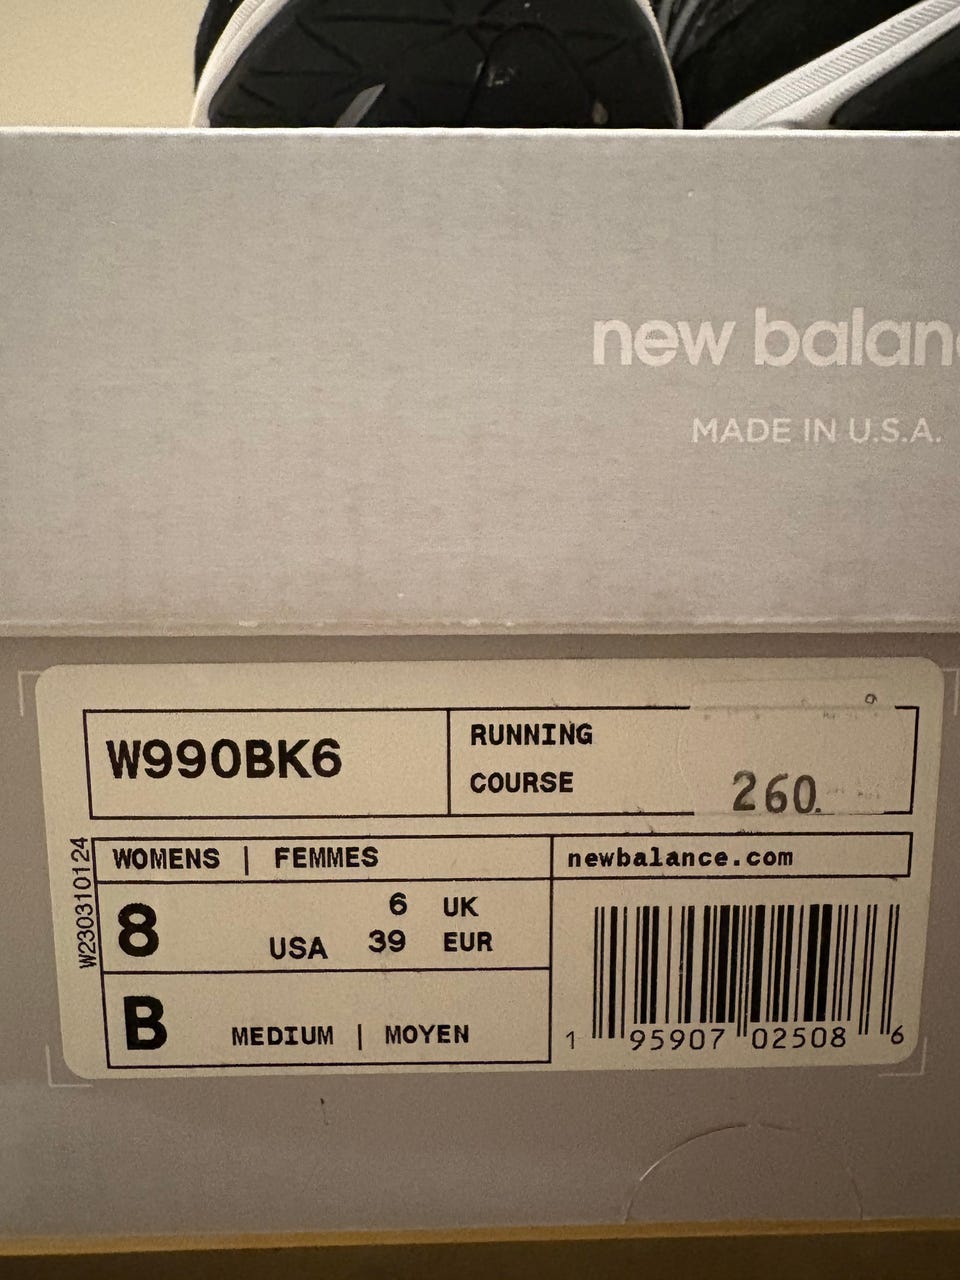 new balan
MADE IN U.S.A.
W990BK6
RUNNING
COURSE
260.
W230310124
WOMENS | FEMMES
newbalance.com
8 USA
6 UK
39 EUR
B MEDIUM | MOYEN
1 95907 02508 6